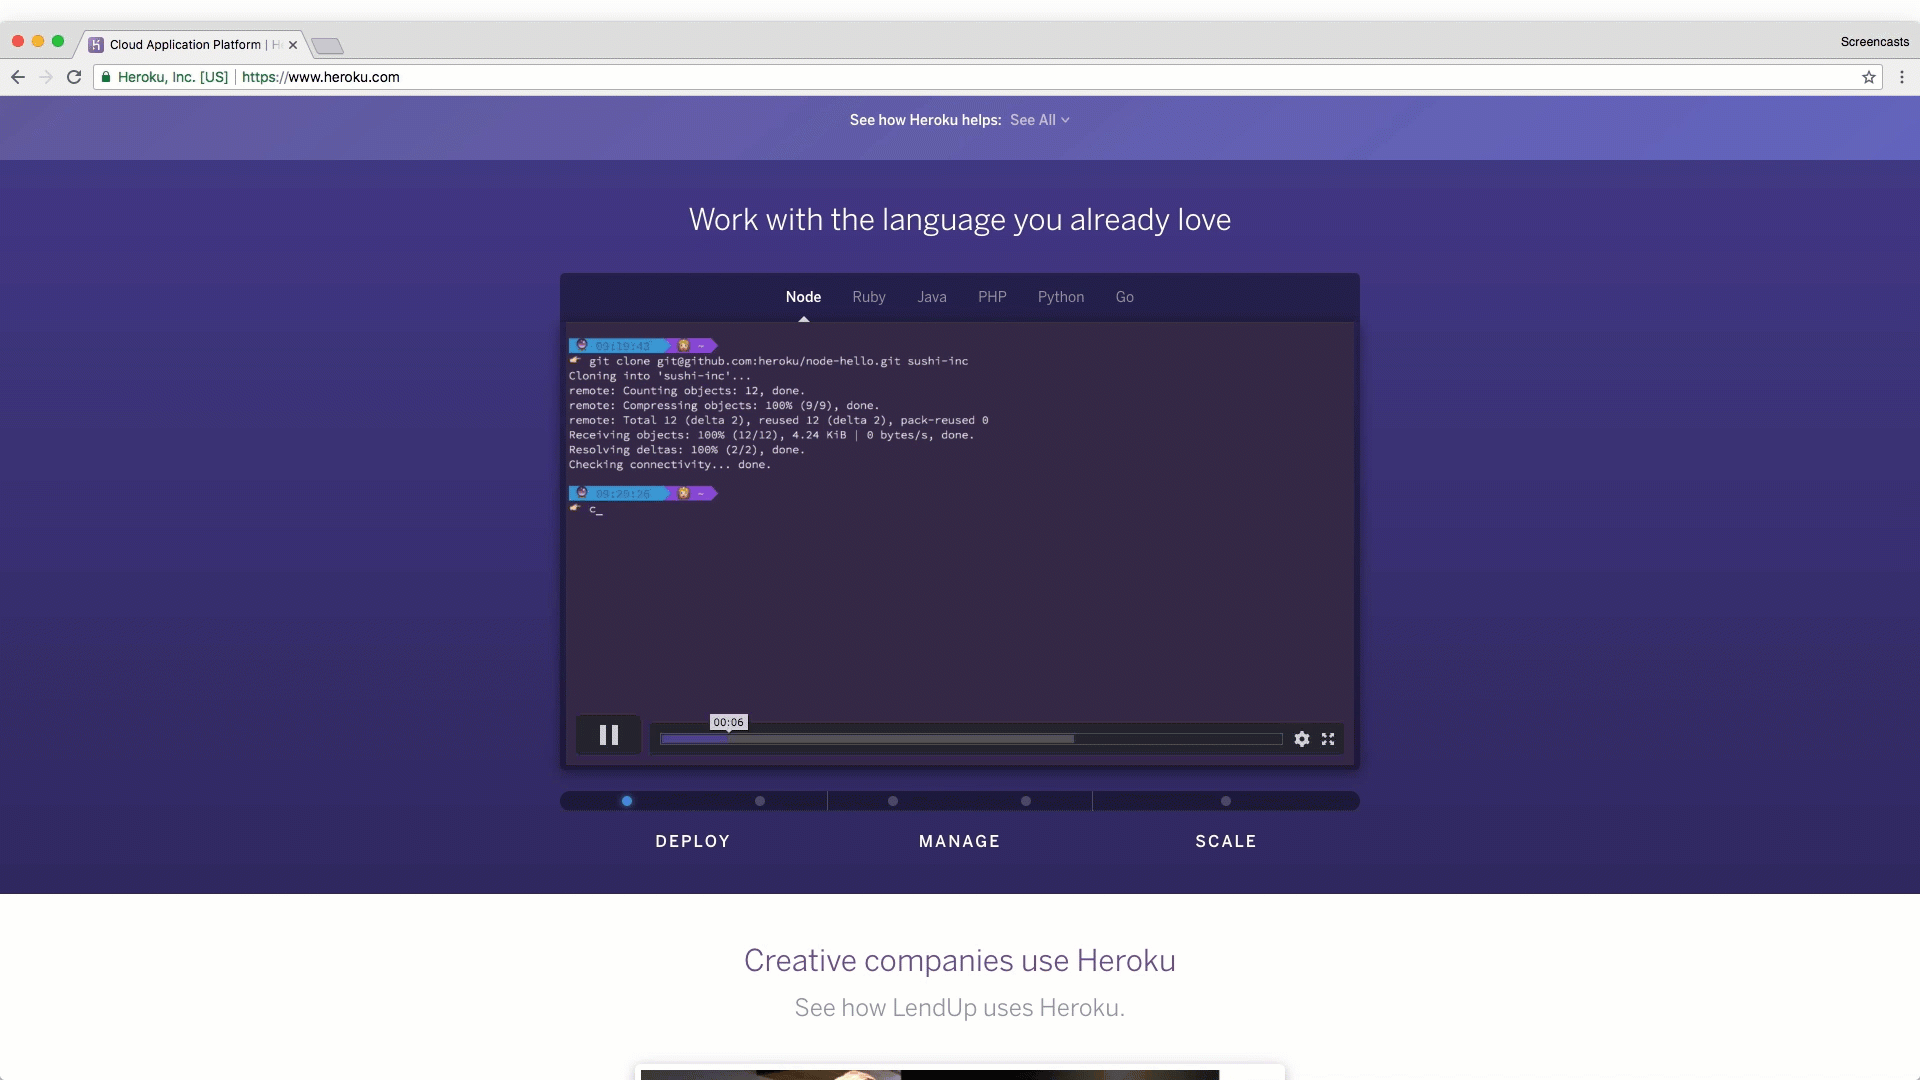 Cloud Application Platform | H
Screencasts
Heroku, Inc. [US] | https://www.heroku.com
See how Heroku helps: See All
Work with the language you already love
Node Ruby Java PHP Python Go
09:19:43 ~
git clone git@github.com:heroku/node-hello.git sushi-inc
Cloning into 'sushi-inc'...
remote: Counting objects: 12, done.
remote: Compressing objects: 100% (9/9), done.
remote: Total 12 (delta 2), reused 12 (delta 2), pack-reused 0
Receiving objects: 100% (12/12), 4.24 KiB | 0 bytes/s, done.
Resolving deltas: 100% (2/2), done.
Checking connectivity... done.
09:20:26 ~
c_
00:06
DEPLOY MANAGE SCALE
Creative companies use Heroku
See how LendUp uses Heroku.